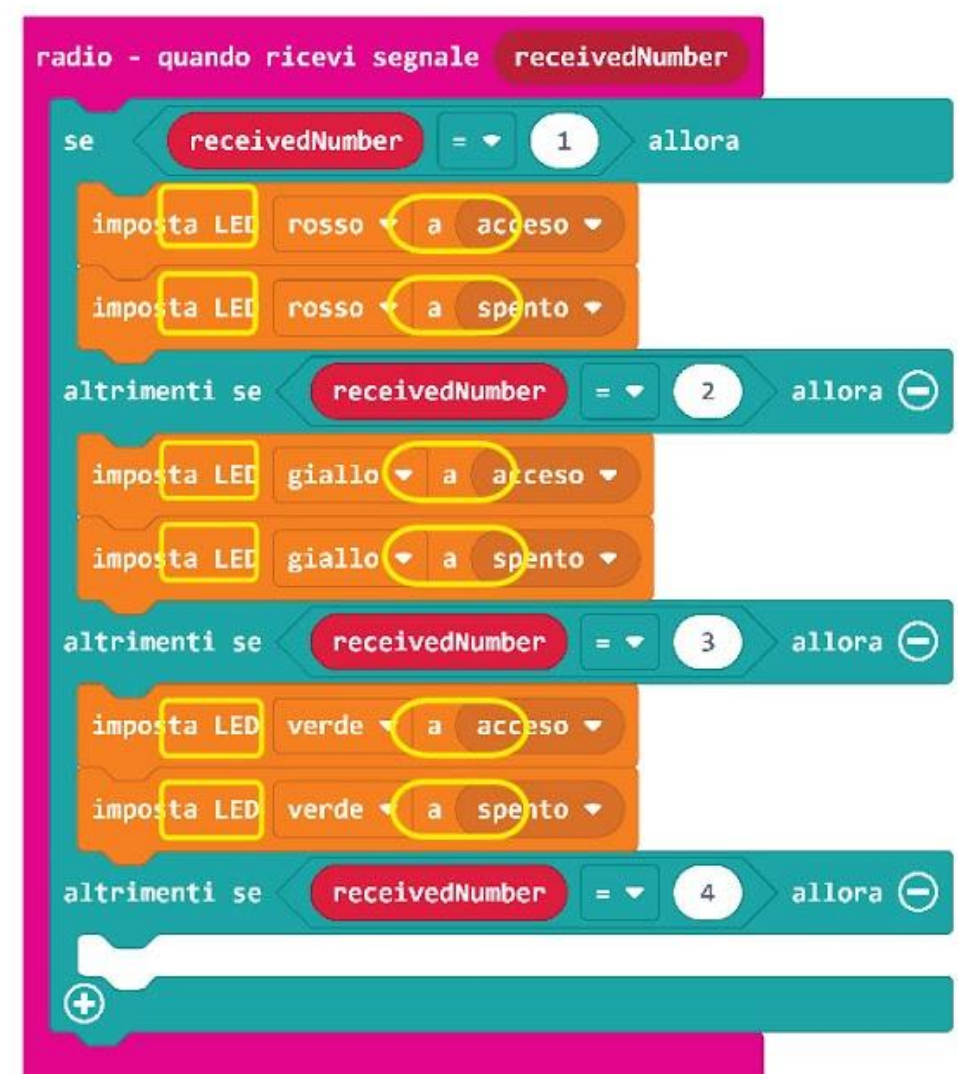 radio - quando ricevi segnale receivedNumber
se receivedNumber = 1 allora
imposta LED rosso a acceso
imposta LED rosso a spento
altrimenti se receivedNumber = 2 allora
imposta LED giallo a acceso
imposta LED giallo a spento
altrimenti se receivedNumber = 3 allora
imposta LED verde a acceso
imposta LED verde a spento
altrimenti se receivedNumber = 4 allora